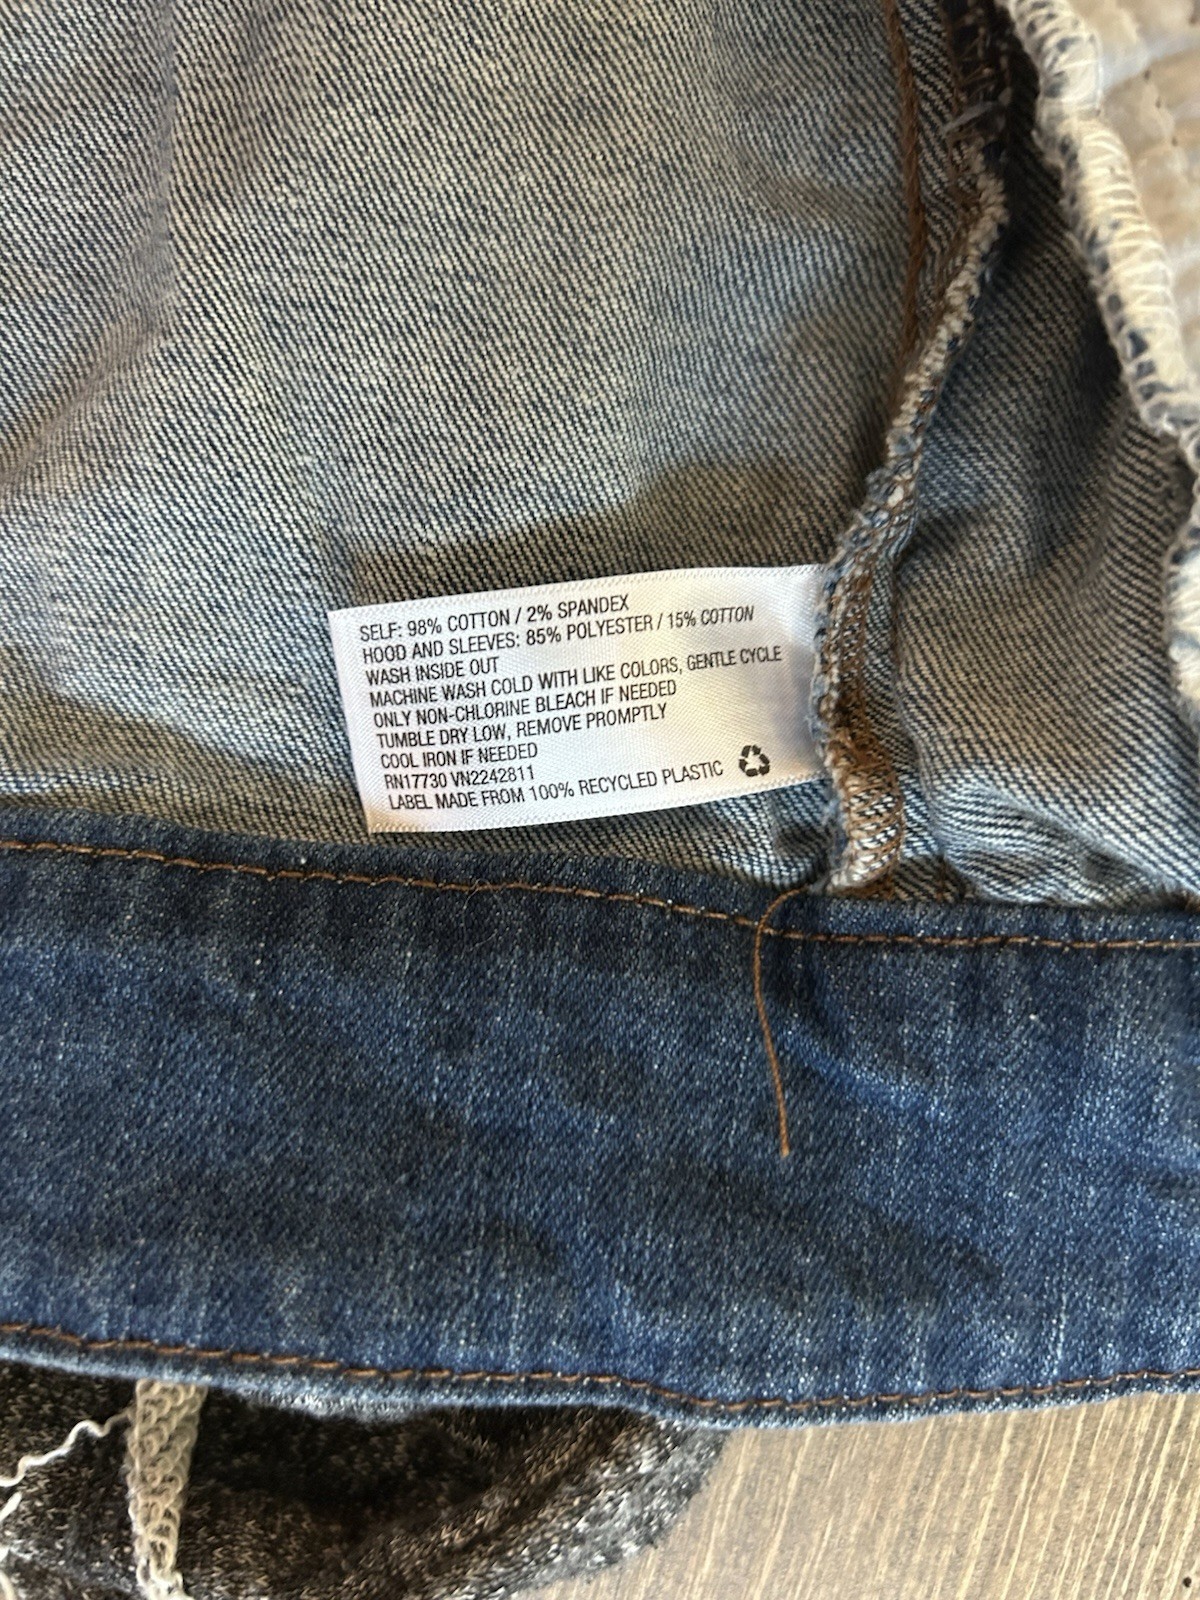 SELF: 98% COTTON / 2% SPANDEX
HOOD AND SLEEVES: 85% POLYESTER / 15% COTTON
WASH INSIDE OUT
MACHINE WASH COLD WITH LIKE COLORS, GENTLE CYCLE
ONLY NON-CHLORINE BLEACH IF NEEDED
TUMBLE DRY LOW, REMOVE PROMPTLY
COOL IRON IF NEEDED
RN17730 VN2242811
LABEL MADE FROM 100% RECYCLED PLASTIC